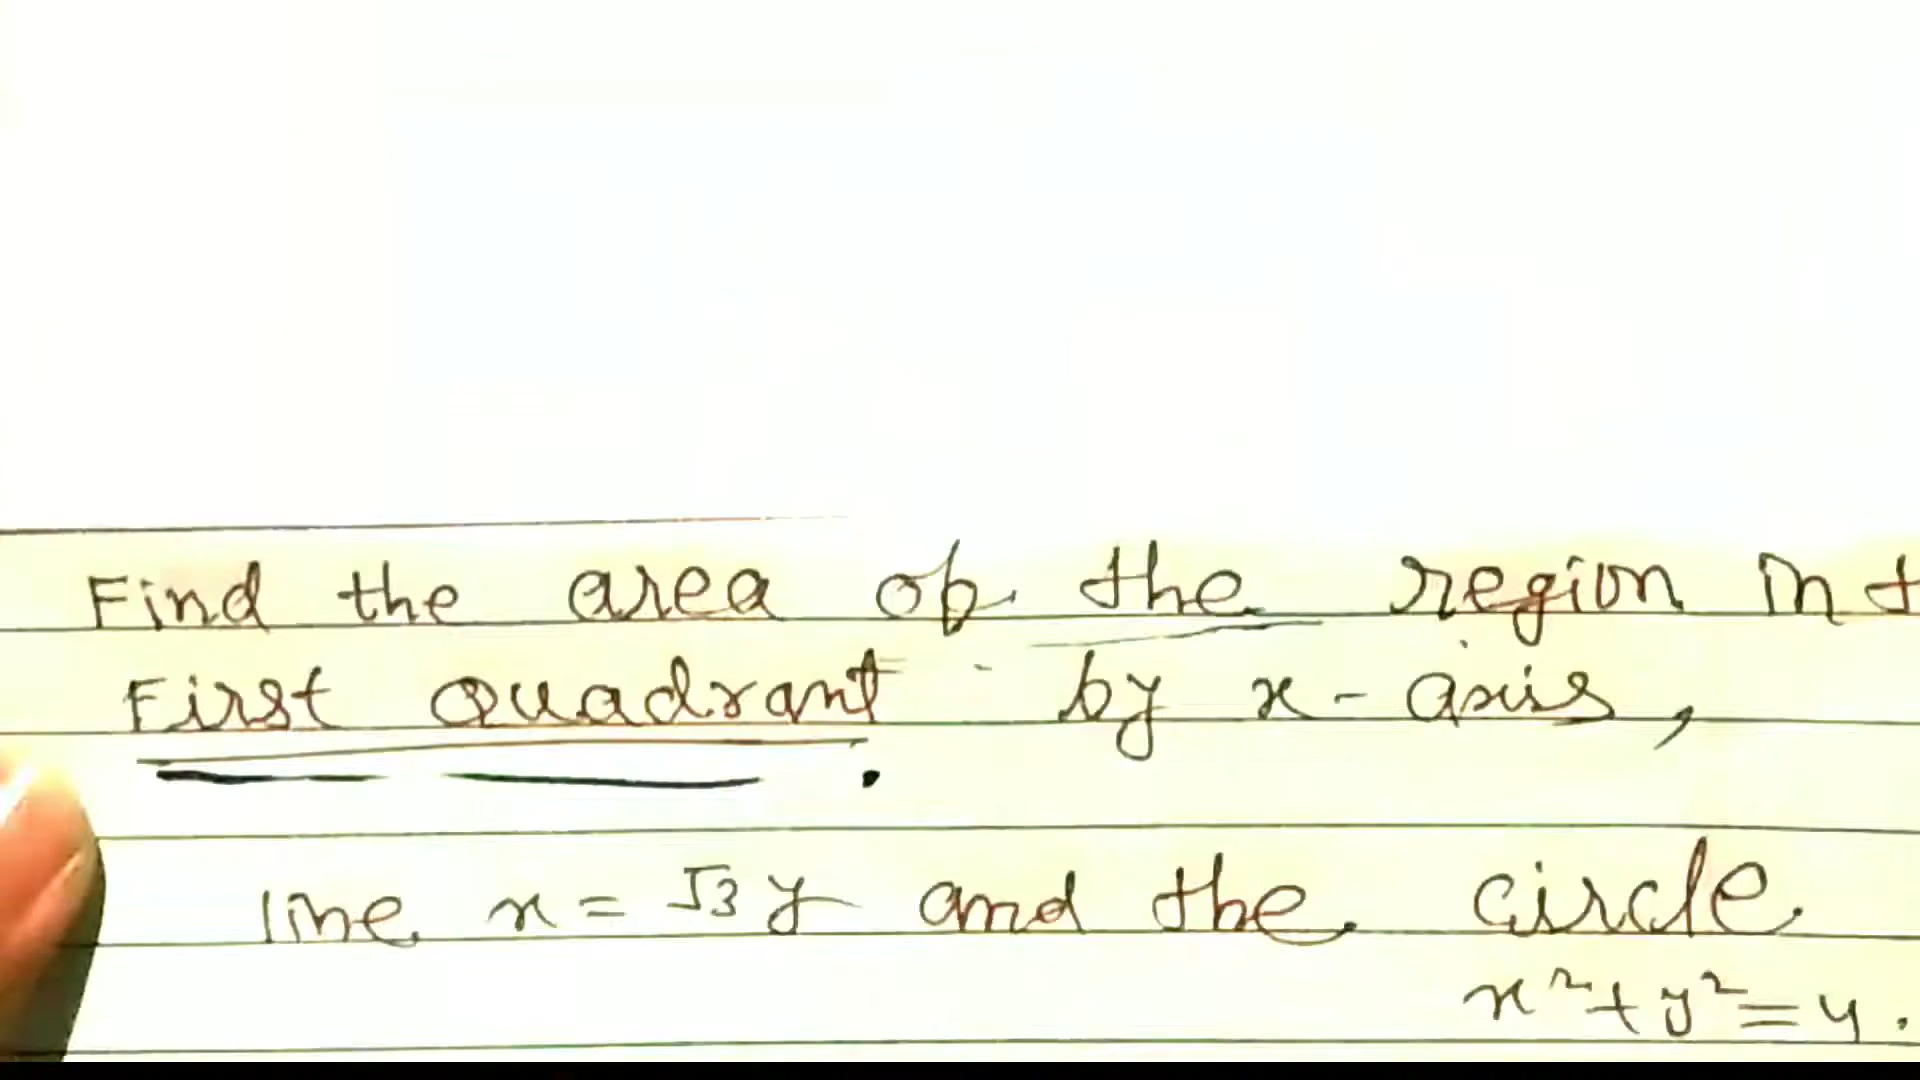 Find the area of the region in t
First Quadrant by x-axis,
line x = √3 y and the circle
x² + y² = 4.